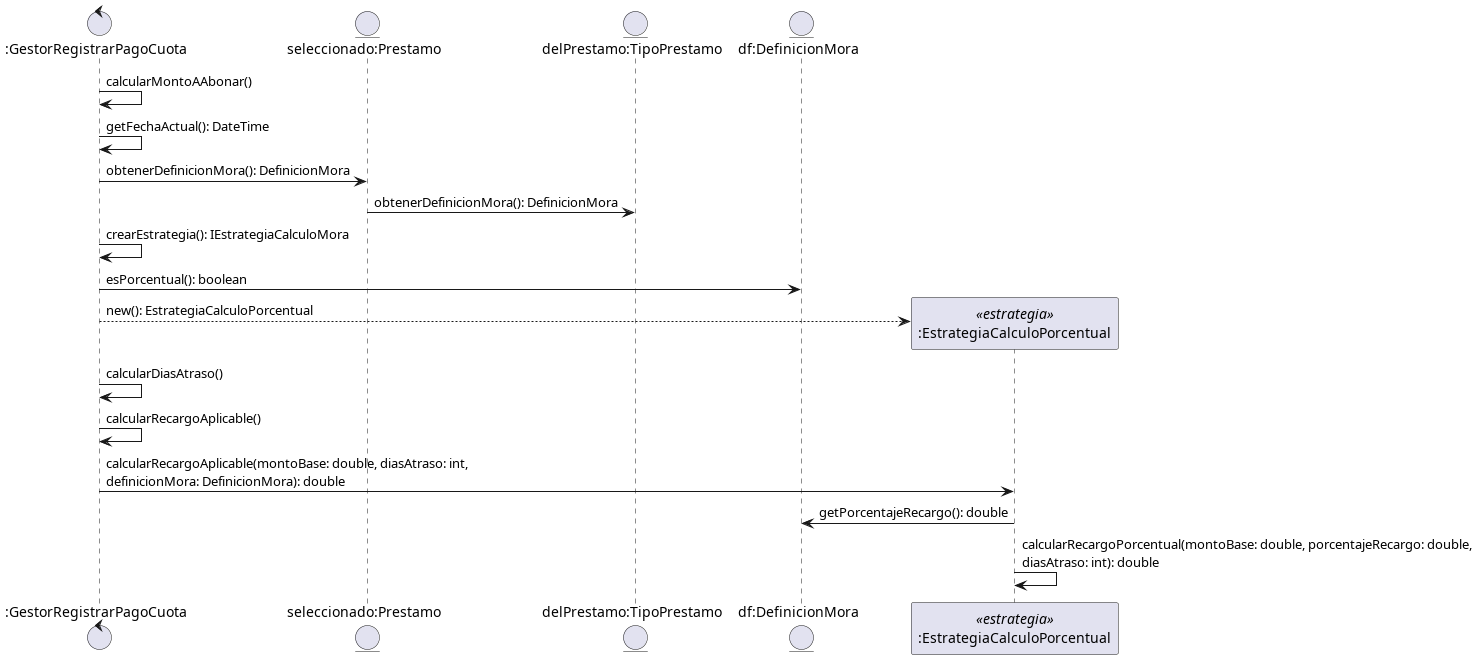 :GestorRegistrarPagoCuota
seleccionado:Prestamo
delPrestamo:TipoPrestamo
df:DefinicionMora
calcularMontoAAbonar()
getFechaActual(): DateTime
obtenerDefinicionMora(): DefinicionMora
obtenerDefinicionMora(): DefinicionMora
crearEstrategia(): IEstrategiaCalculoMora
esPorcentual(): boolean
new(): EstrategiaCalculoPorcentual
«estrategia»
:EstrategiaCalculoPorcentual
calcularDiasAtraso()
calcularRecargoAplicable()
calcularRecargoAplicable(montoBase: double, diasAtraso: int,
definicionMora: DefinicionMora): double
getPorcentajeRecargo(): double
calcularRecargoPorcentual(montoBase: double, porcentajeRecargo: double,
diasAtraso: int): double
:GestorRegistrarPagoCuota
seleccionado:Prestamo
delPrestamo:TipoPrestamo
df:DefinicionMora
«estrategia»
:EstrategiaCalculoPorcentual